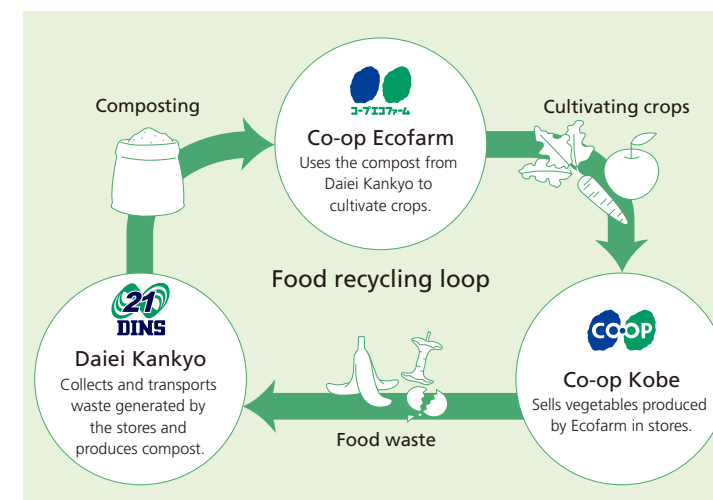 Composting
コープエコファーム
Co-op Ecofarm
Uses the compost from
Daiei Kankyo to
cultivate crops.
Cultivating crops
Food recycling loop
21
DINS
Daiei Kankyo
Collects and transports
waste generated by
the stores and
produces compost.
Food waste
CO·OP
Co-op Kobe
Sells vegetables produced
by Ecofarm in stores.